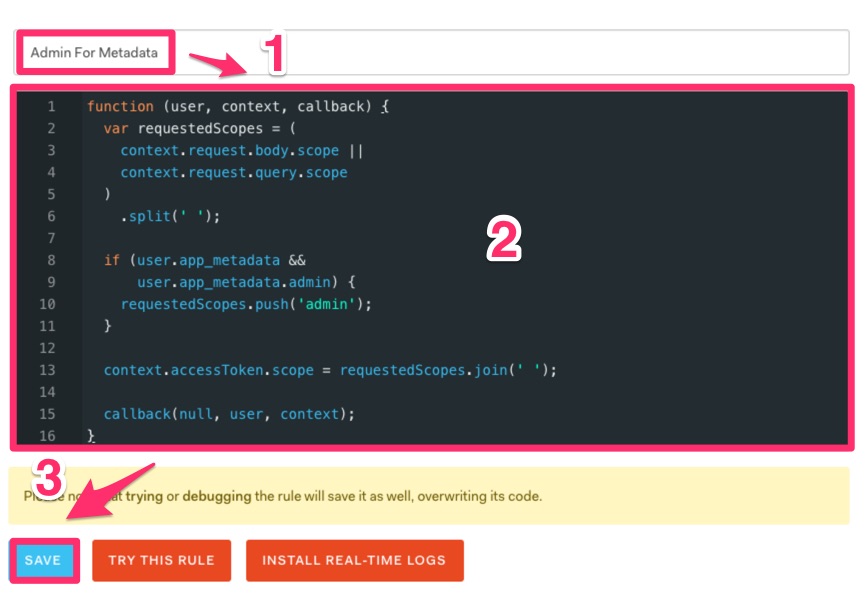 Admin For Metadata
1
1 function (user, context, callback) {
2 var requestedScopes = (
3 context.request.body.scope ||
4 context.request.query.scope
5 )
6 .split(' ');
7
8 if (user.app_metadata &&
9 user.app_metadata.admin) {
10 requestedScopes.push('admin');
11 }
12
13 context.accessToken.scope = requestedScopes.join(' ');
14
15 callback(null, user, context);
16 }
2
3
trying or debugging the rule will save it as well, overwriting its code.
SAVE
TRY THIS RULE
INSTALL REAL-TIME LOGS